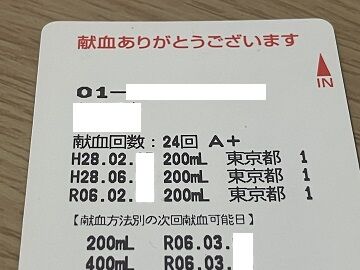 献血ありがとうございます
IN
01-
献血回数:24回 A+
H28.02. 200mL 東京都 1
H28.06. 200mL 東京都 1
R06.02. 200mL 東京都 1
【献血方法別の次回献血可能日】
200mL R06.03.
400mL R06.03.